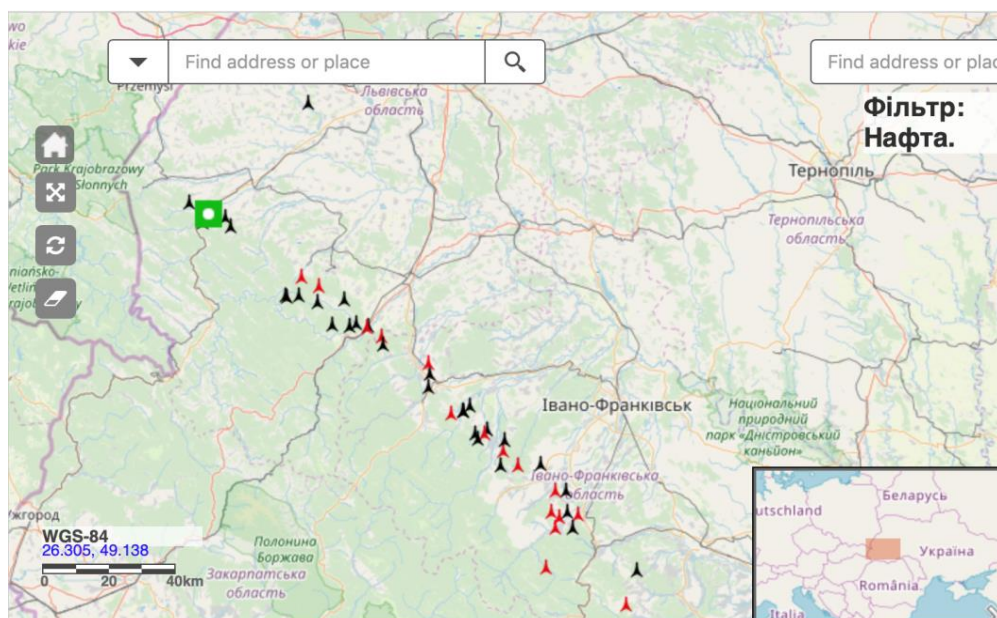 Find address or place
Find address or plac
Przemyśl
Львівська
область
Фільтр:
Нафта.
Park Krajobrazowy
Słonnych
Тернопіль
Тернопільська
область
Івано-Франківськ
Національний
природний
парк «Дністровський
каньйон»
Івано-Франківська
область
Ужгород
WGS-84
26.305, 49.138
0 20 40km
Полонина
Боржава
Закарпатська
область
utschland
Беларусь
Україна
România
Italia